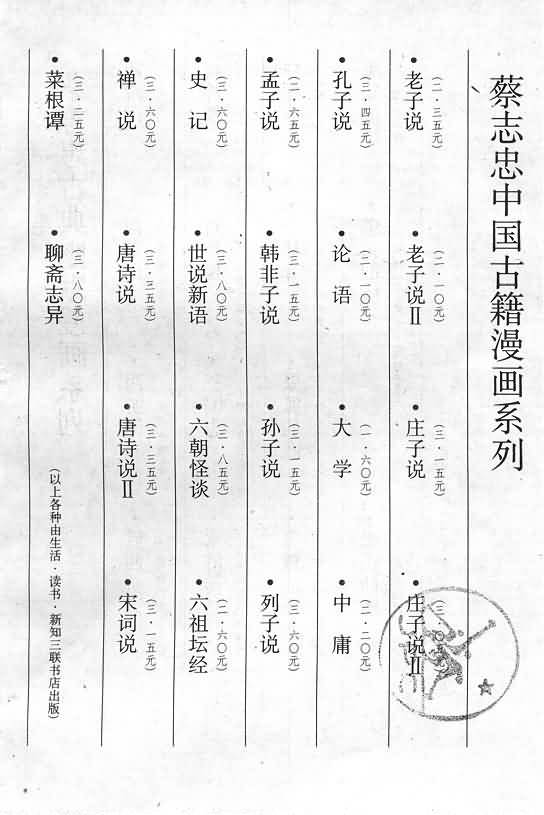 蔡志忠中国古籍漫画系列
•老子说（二·三五元） •老子说Ⅱ（二·一〇元） •庄子说（三·一五元） •庄子说Ⅱ（三·〇五元）
•孔子说（三·四五元） •论语（二·一〇元） •大学（一·六〇元） •中庸（二·二〇元）
•孟子说（二·六五元） •韩非子说（三·一五元） •孙子说（三·一五元） •列子说（三·六〇元）
•史记（三·六〇元） •世说新语（三·八〇元） •六朝怪谈（三·八五元） •六祖坛经（二·六〇元）
•禅说（三·六〇元） •唐诗说（三·三五元） •唐诗说Ⅱ（三·三五元） •宋词说（三·一五元）
•菜根谭（三·二五元） •聊斋志异（三·八〇元） （以上各种由生活·读书·新知三联书店出版）